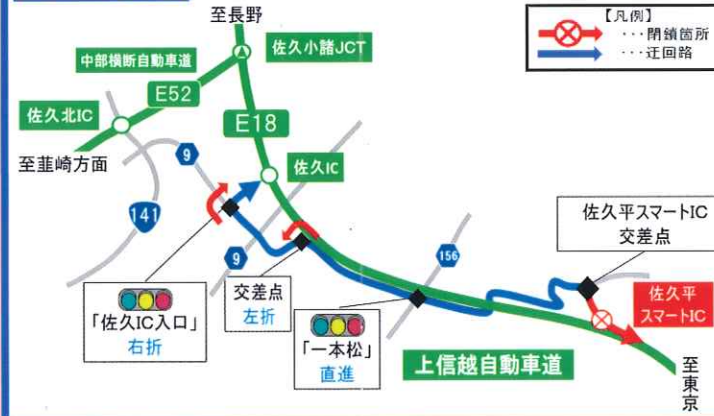 至長野
【凡例】
・・・閉鎖箇所
・・・迂回路
中部横断自動車道
佐久小諸JCT
E52
佐久北IC
E18
至韮崎方面
9
佐久IC
141
9
156
佐久平スマートIC
交差点
「佐久IC入口」
右折
交差点
左折
「一本松」
直進
佐久平
スマートIC
上信越自動車道
至東京